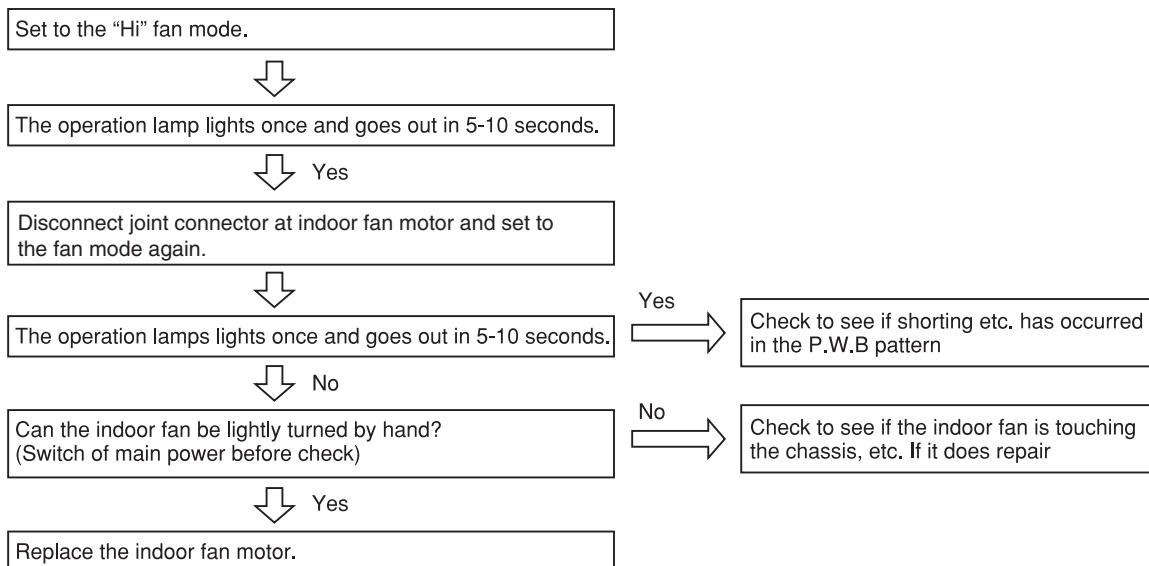 Set to the “Hi” fan mode.
The operation lamp lights once and goes out in 5-10 seconds.
Yes
Disconnect joint connector at indoor fan motor and set to
the fan mode again.
The operation lamps lights once and goes out in 5-10 seconds.
Yes
Check to see if shorting etc. has occurred
in the P.W.B pattern
No
Can the indoor fan be lightly turned by hand?
(Switch of main power before check)
No
Check to see if the indoor fan is touching
the chassis, etc. If it does repair
Yes
Replace the indoor fan motor.